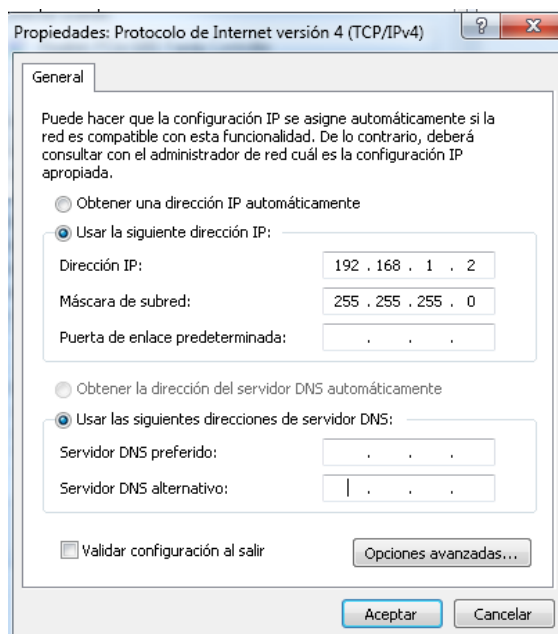 Propiedades: Protocolo de Internet versión 4 (TCP/IPv4)
General
Puede hacer que la configuración IP se asigne automáticamente si la
red es compatible con esta funcionalidad. De lo contrario, deberá
consultar con el administrador de red cuál es la configuración IP
apropiada.
Obtener una dirección IP automáticamente
Usar la siguiente dirección IP:
Dirección IP: 192 . 168 . 1 . 2
Máscara de subred: 255 . 255 . 255 . 0
Puerta de enlace predeterminada: . . .
Obtener la dirección del servidor DNS automáticamente
Usar las siguientes direcciones de servidor DNS:
Servidor DNS preferido: . . .
Servidor DNS alternativo: . . .
Validar configuración al salir
Opciones avanzadas...
Aceptar Cancelar